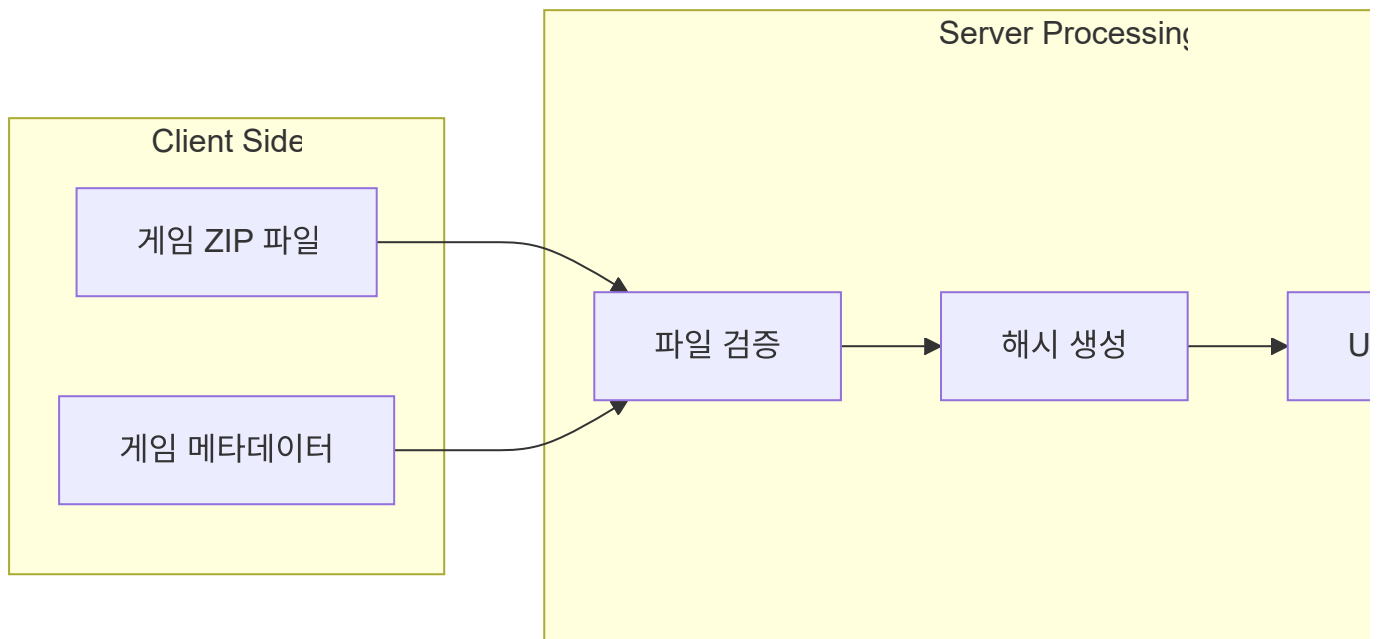 Server Processing
Client Side
게임 ZIP 파일
파일 검증
해시 생성
게임 메타데이터